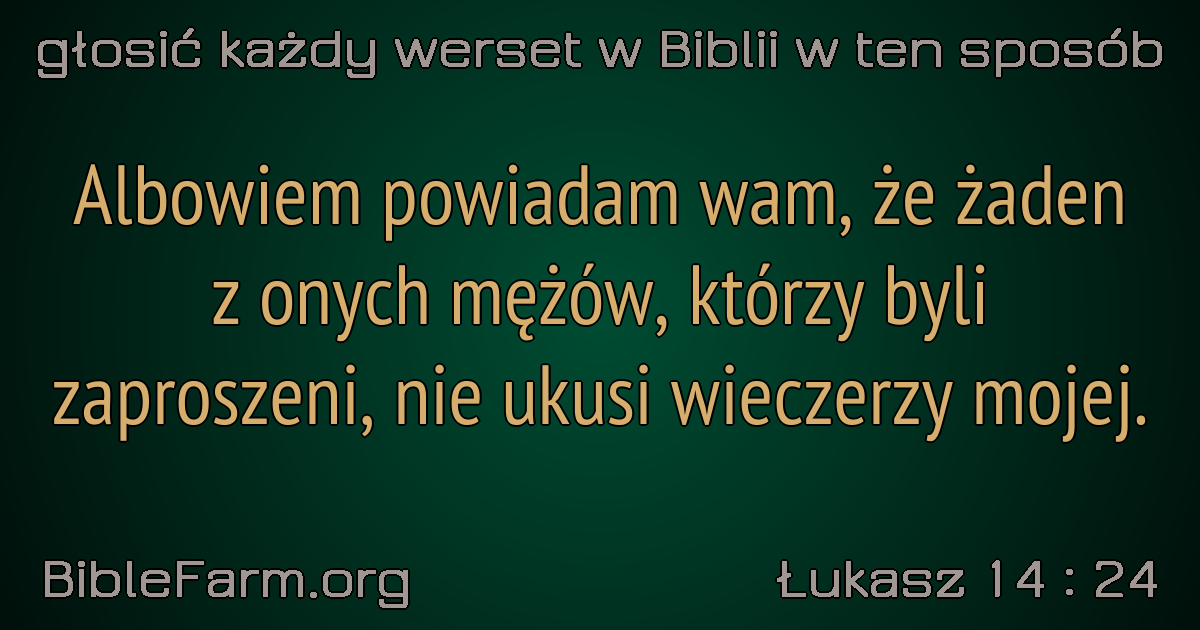 głosić każdy werset w Biblii w ten sposób
Albowiem powiadam wam, że żaden
z onych mężów, którzy byli
zaproszeni, nie ukusi wieczerzy mojej.
BibleFarm.org
Łukasz 14 : 24